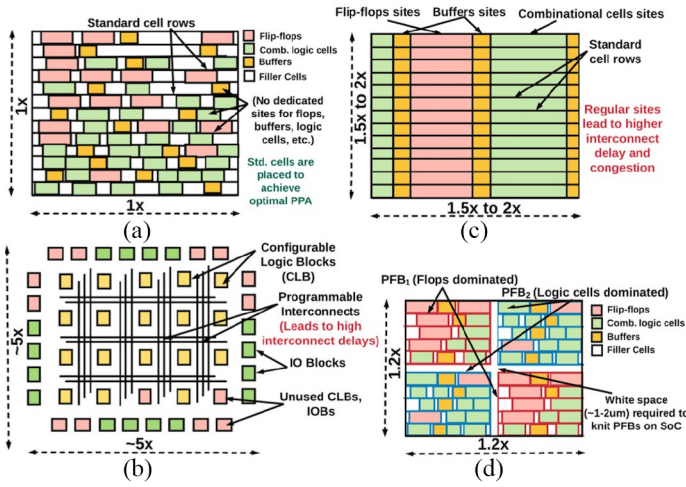 Standard cell rows
Flip-flops
Comb. logic cells
Buffers
Filler Cells
(No dedicated
sites for flops,
buffers, logic
cells, etc.)
Std. cells are
placed to
achieve
optimal PPA
1x
1x
(a)
Flip-flops sites
Buffers sites
Combinational cells sites
Standard
cell rows
Regular sites
lead to higher
interconnect
delay and
congestion
1.5x to 2x
1.5x to 2x
(c)
Configurable
Logic Blocks
(CLB)
Programmable
Interconnects
(Leads to high
interconnect delays)
IO Blocks
Unused CLBs,
IOBs
~5x
~5x
(b)
PFB1 (Flops dominated)
PFB2 (Logic cells dominated)
Flip-flops
Comb. logic cells
Buffers
Filler Cells
White space
(~1-2um) required to
knit PFBs on SoC
1.2x
1.2x
(d)